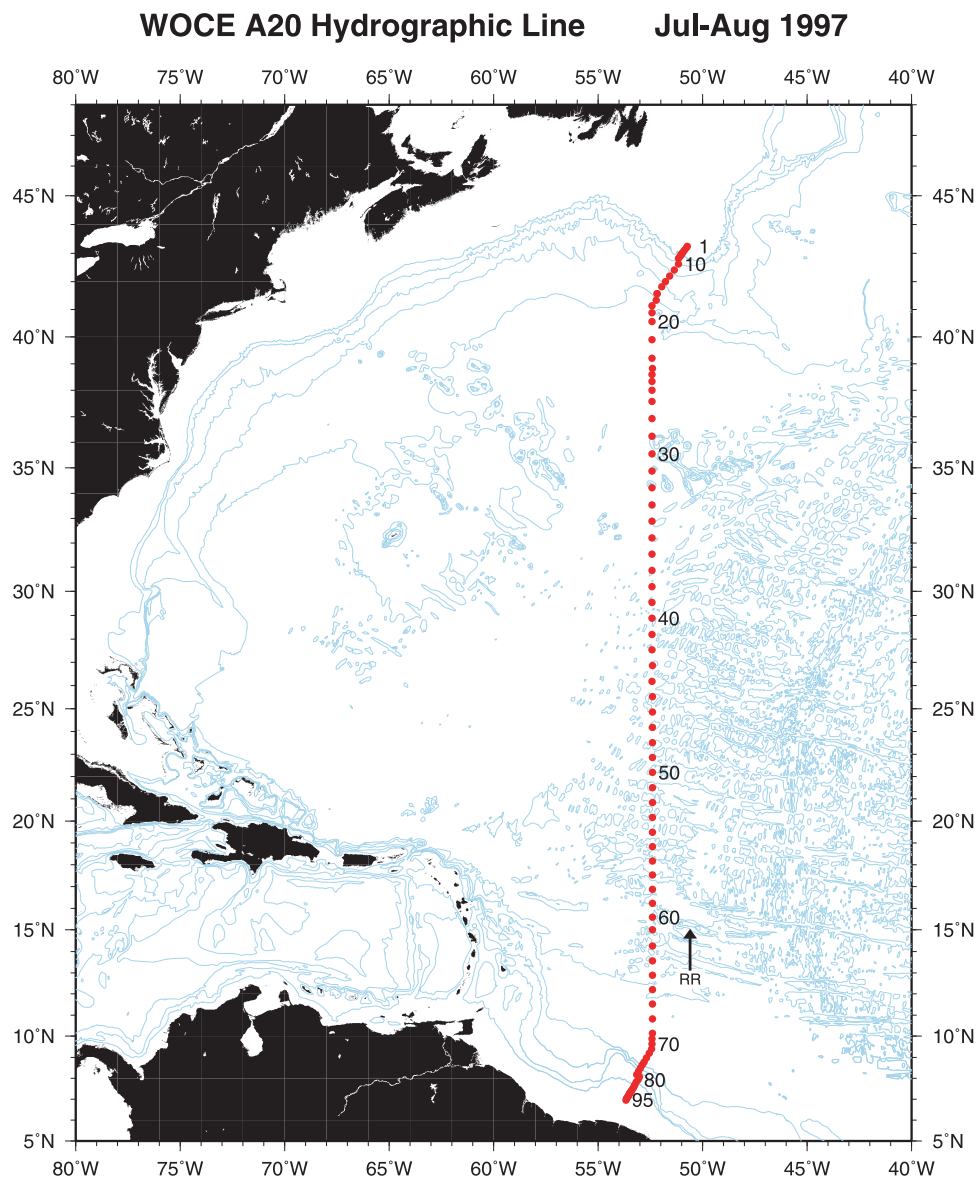 WOCE A20 Hydrographic Line Jul-Aug 1997
80˚W 75˚W 70˚W 65˚W 60˚W 55˚W 50˚W 45˚W 40˚W
45˚N 45˚N
1
10
20
40˚N 40˚N
30
35˚N 35˚N
30˚N 30˚N
40
25˚N 25˚N
50
20˚N 20˚N
60
15˚N 15˚N
RR
10˚N 10˚N
70
80
95
5˚N 5˚N
80˚W 75˚W 70˚W 65˚W 60˚W 55˚W 50˚W 45˚W 40˚W